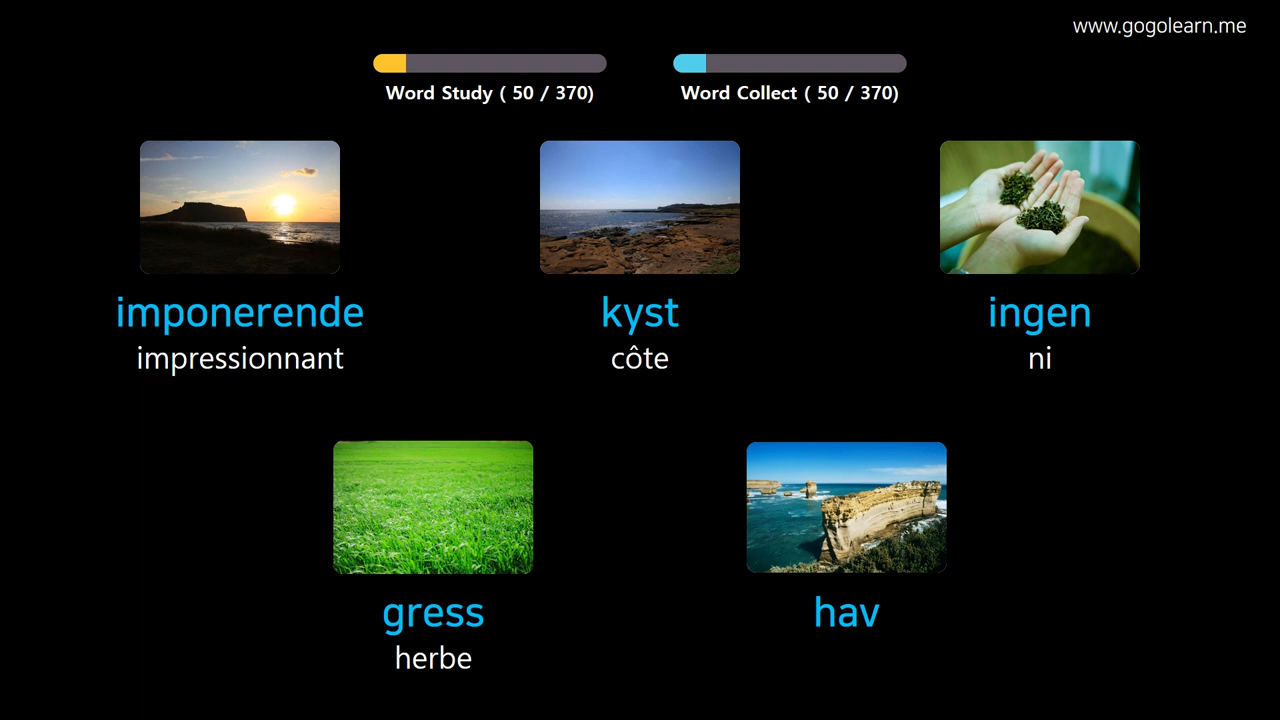 www.gogolearn.me
Word Study ( 50 / 370)
Word Collect ( 50 / 370)
imponerende
impressionnant
kyst
côte
ingen
ni
gress
herbe
hav